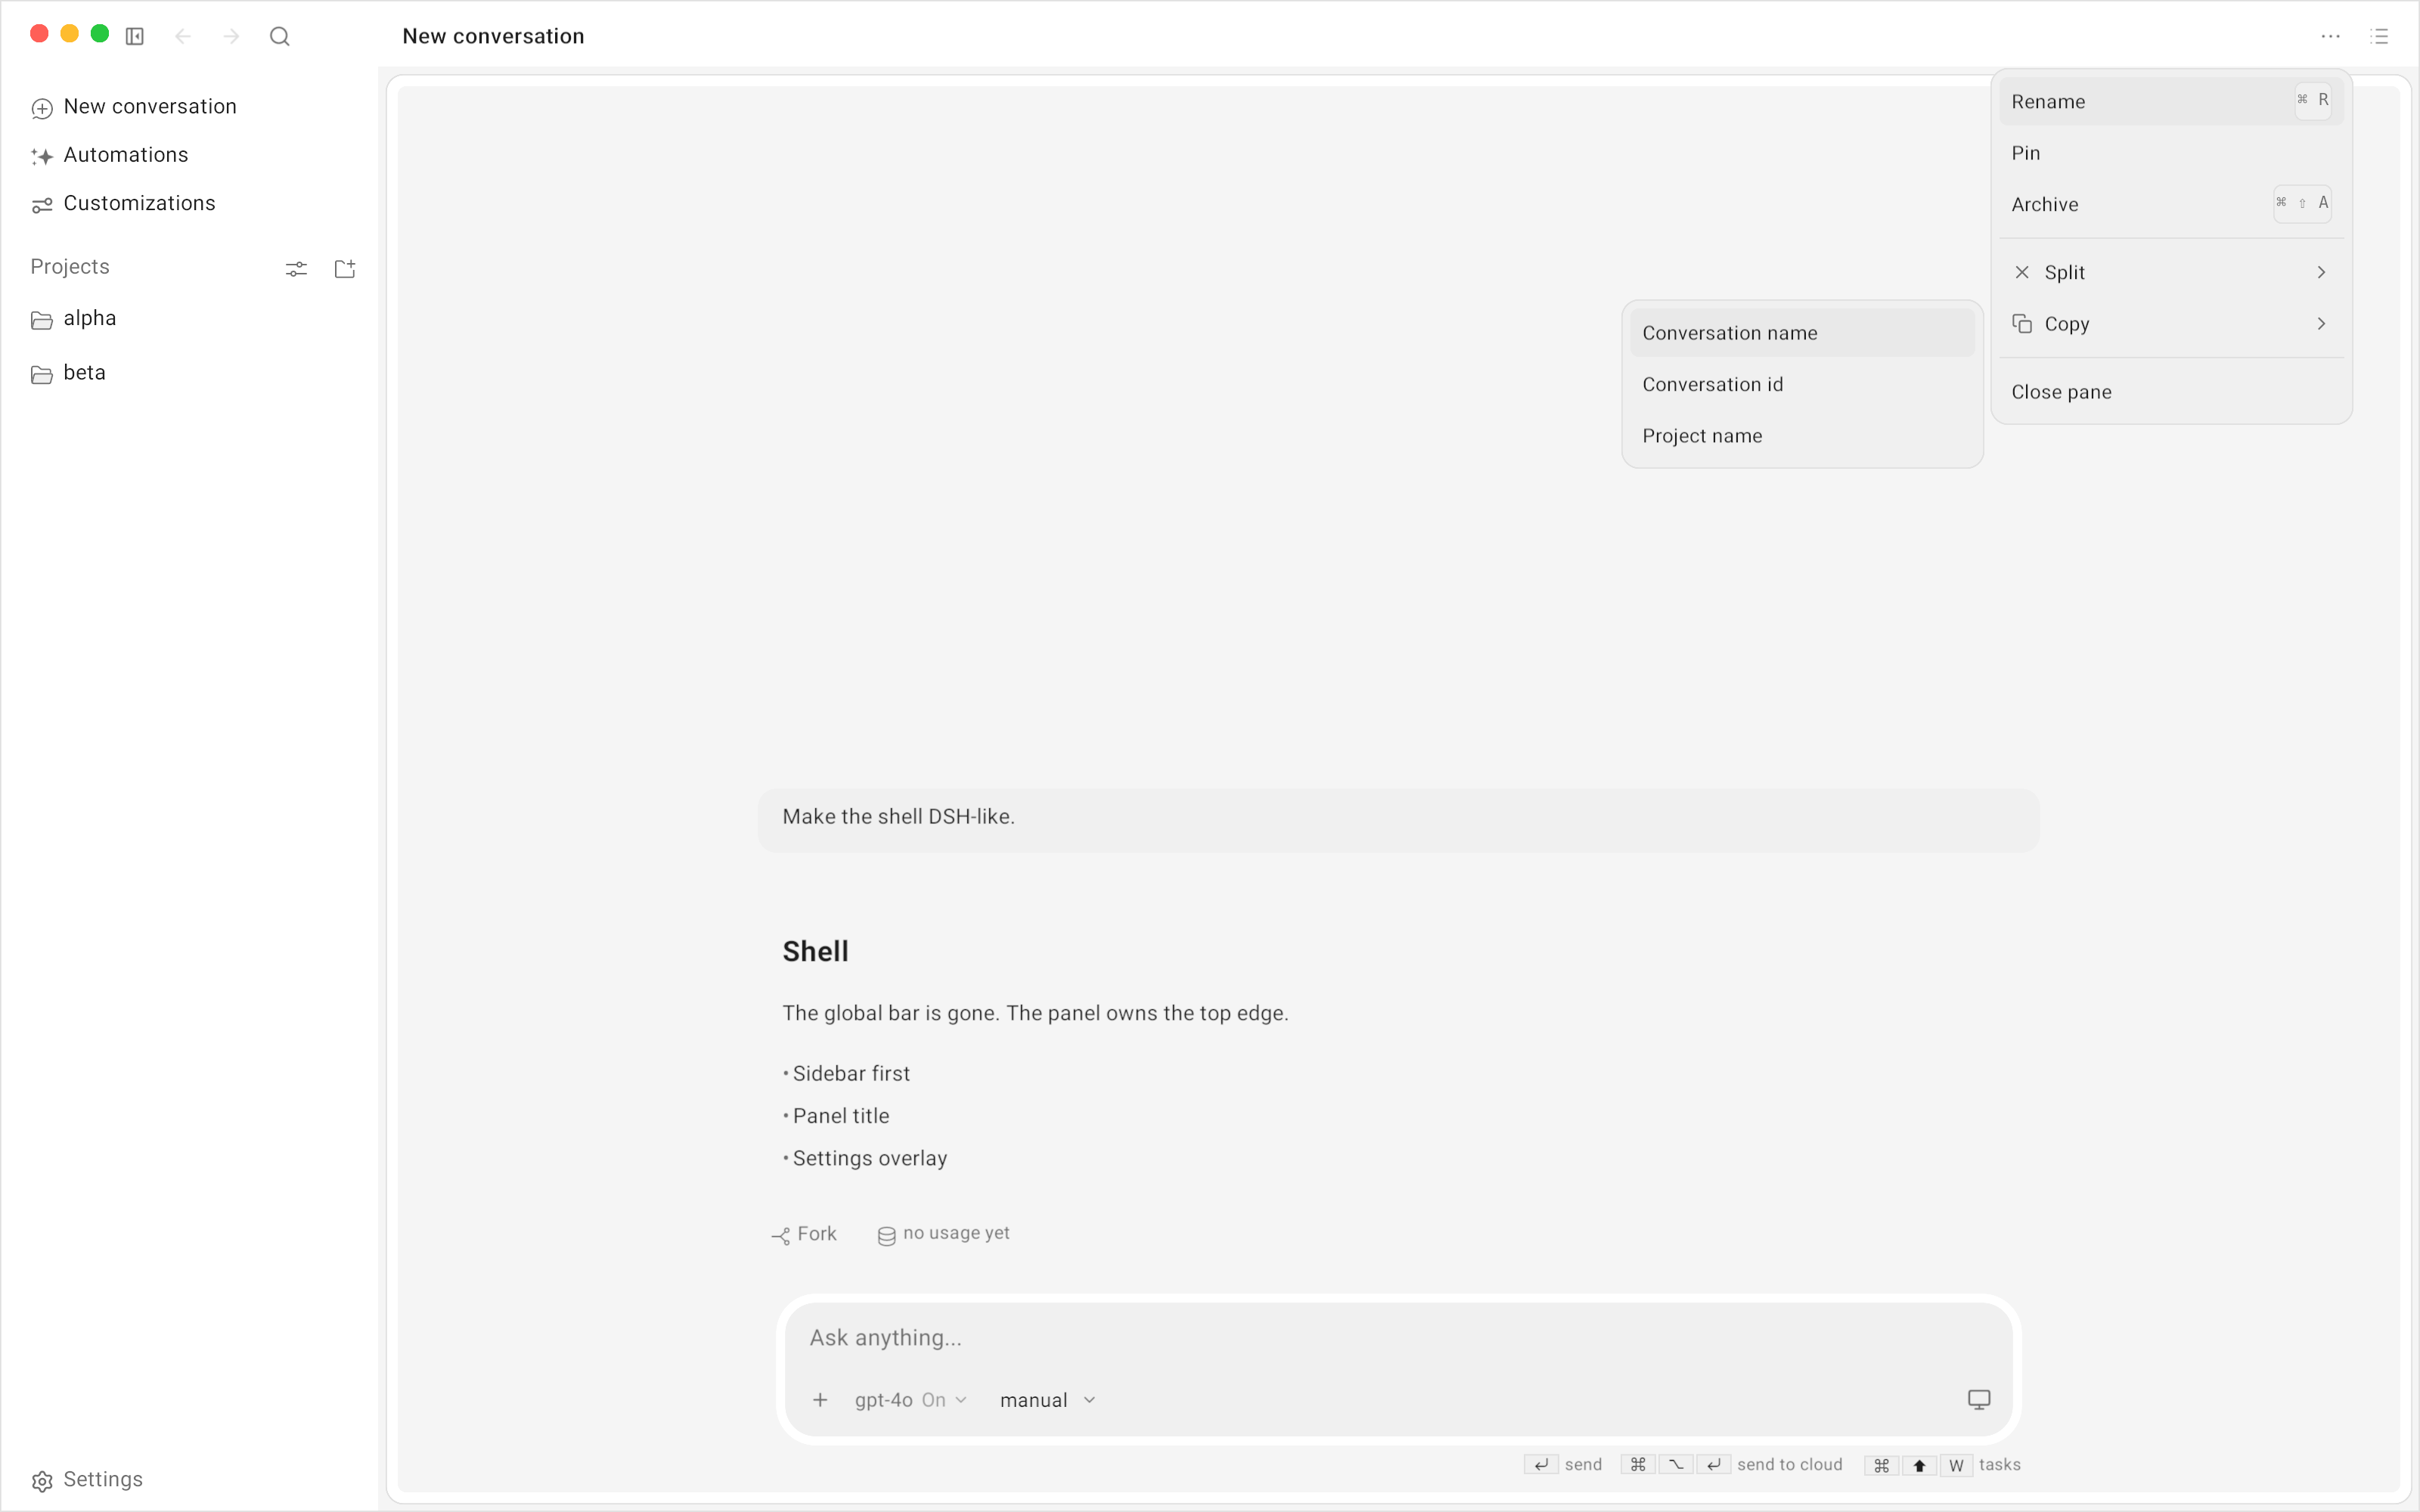 New conversation
New conversation
Automations
Customizations
Projects
alpha
beta
Settings
Rename ⌘ R
Pin
Archive ⌘ ⇧ A
Split
Copy
Close pane
Conversation name
Conversation id
Project name
Make the shell DSH-like.
Shell
The global bar is gone. The panel owns the top edge.
• Sidebar first
• Panel title
• Settings overlay
Fork no usage yet
Ask anything...
gpt-4o On manual
↵ send ⌘ ⌥ ↵ send to cloud ⌘ ⬆ W tasks